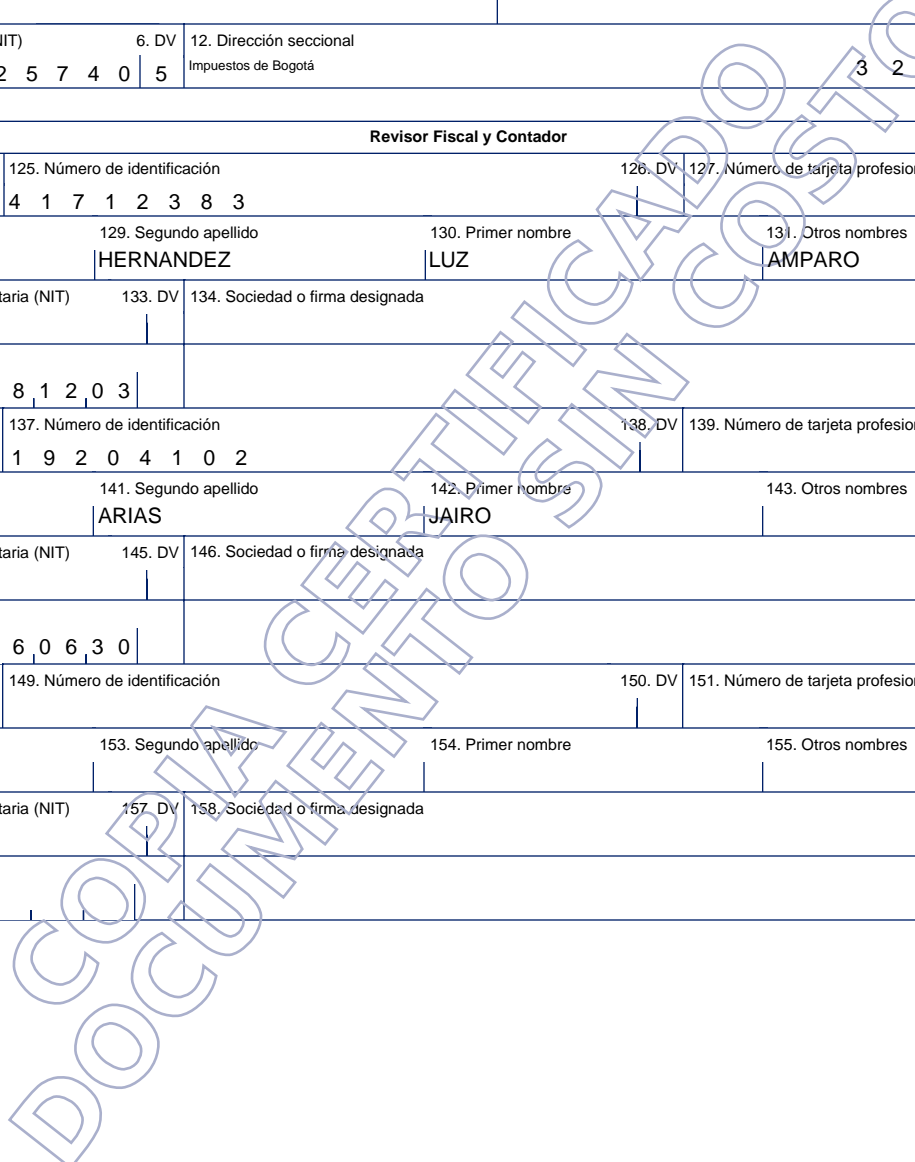 NIT) 6. DV 12. Dirección seccional
2 5 7 4 0 5 Impuestos de Bogotá 3 2
Revisor Fiscal y Contador
125. Número de identificación 126. DV 127. Número de tarjeta profesion
4 1 7 1 2 3 8 3
129. Segundo apellido 130. Primer nombre 131. Otros nombres
HERNANDEZ LUZ AMPARO
taria (NIT) 133. DV 134. Sociedad o firma designada
8 1 2 0 3
137. Número de identificación 138. DV 139. Número de tarjeta profesion
1 9 2 0 4 1 0 2
141. Segundo apellido 142. Primer nombre 143. Otros nombres
ARIAS JAIRO
taria (NIT) 145. DV 146. Sociedad o firma designada
6 0 6 3 0
149. Número de identificación 150. DV 151. Número de tarjeta profesion
153. Segundo apellido 154. Primer nombre 155. Otros nombres
taria (NIT) 157. DV 158. Sociedad o firma designada
COPIA CERTIFICADO
DOCUMENTO SIN COSTO